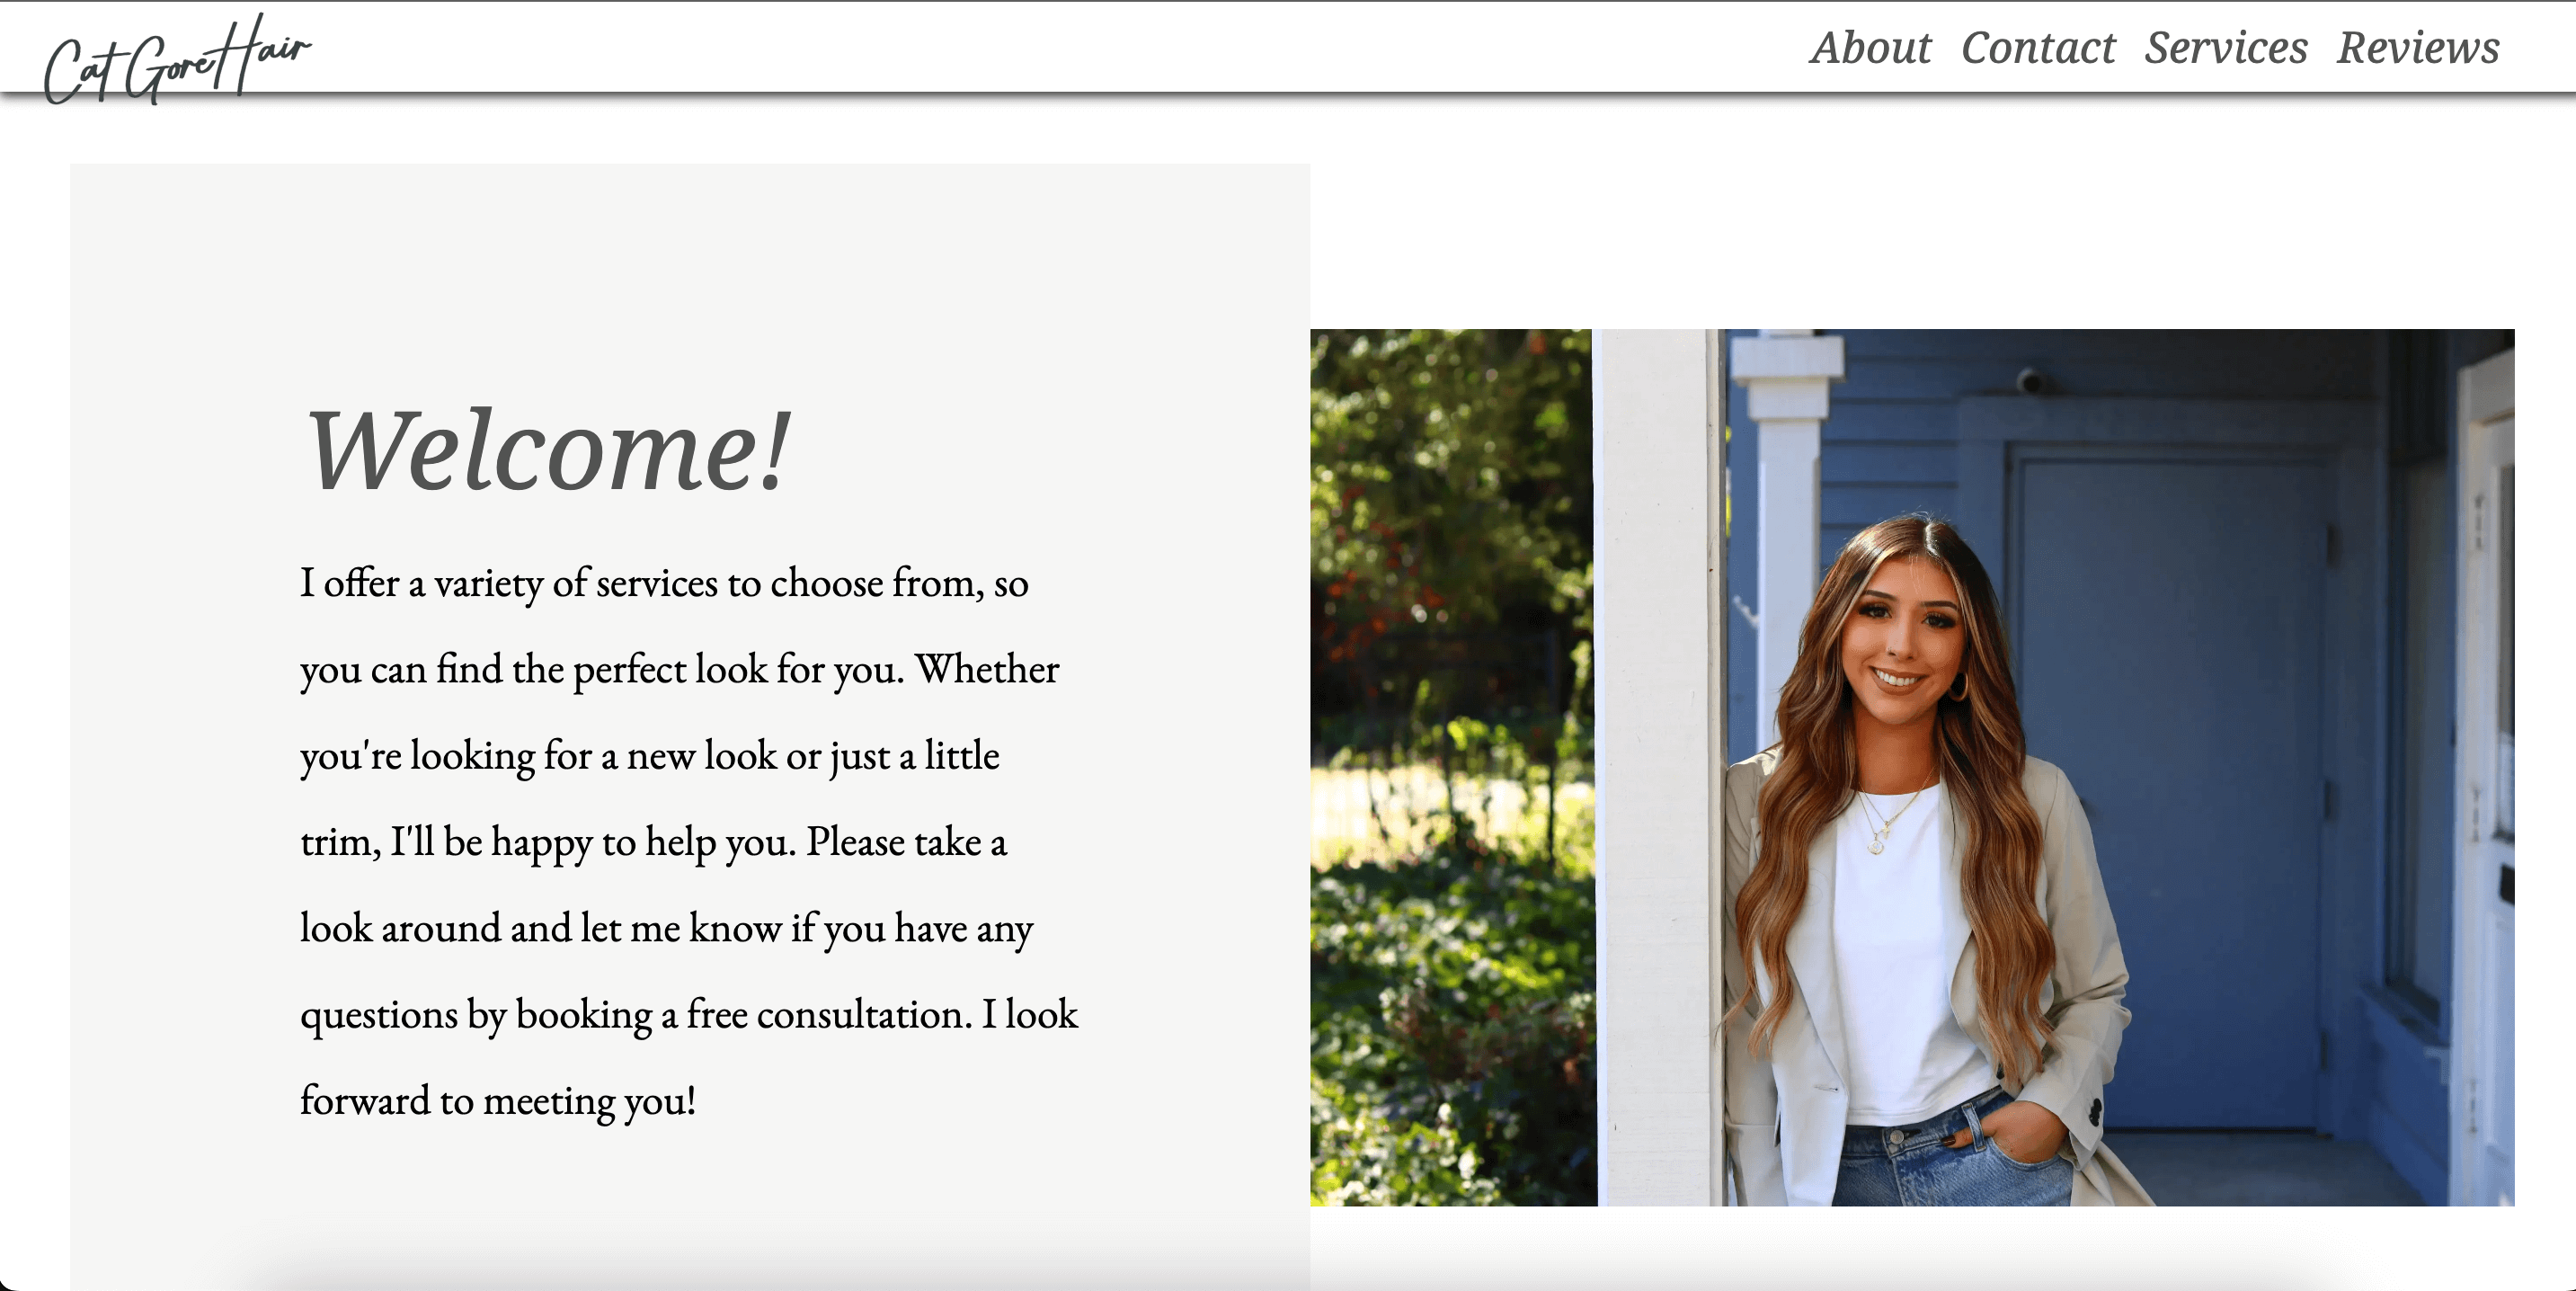 Cat Gore Hair
About Contact Services Reviews
Welcome!
I offer a variety of services to choose from, so
you can find the perfect look for you. Whether
you're looking for a new look or just a little
trim, I'll be happy to help you. Please take a
look around and let me know if you have any
questions by booking a free consultation. I look
forward to meeting you!